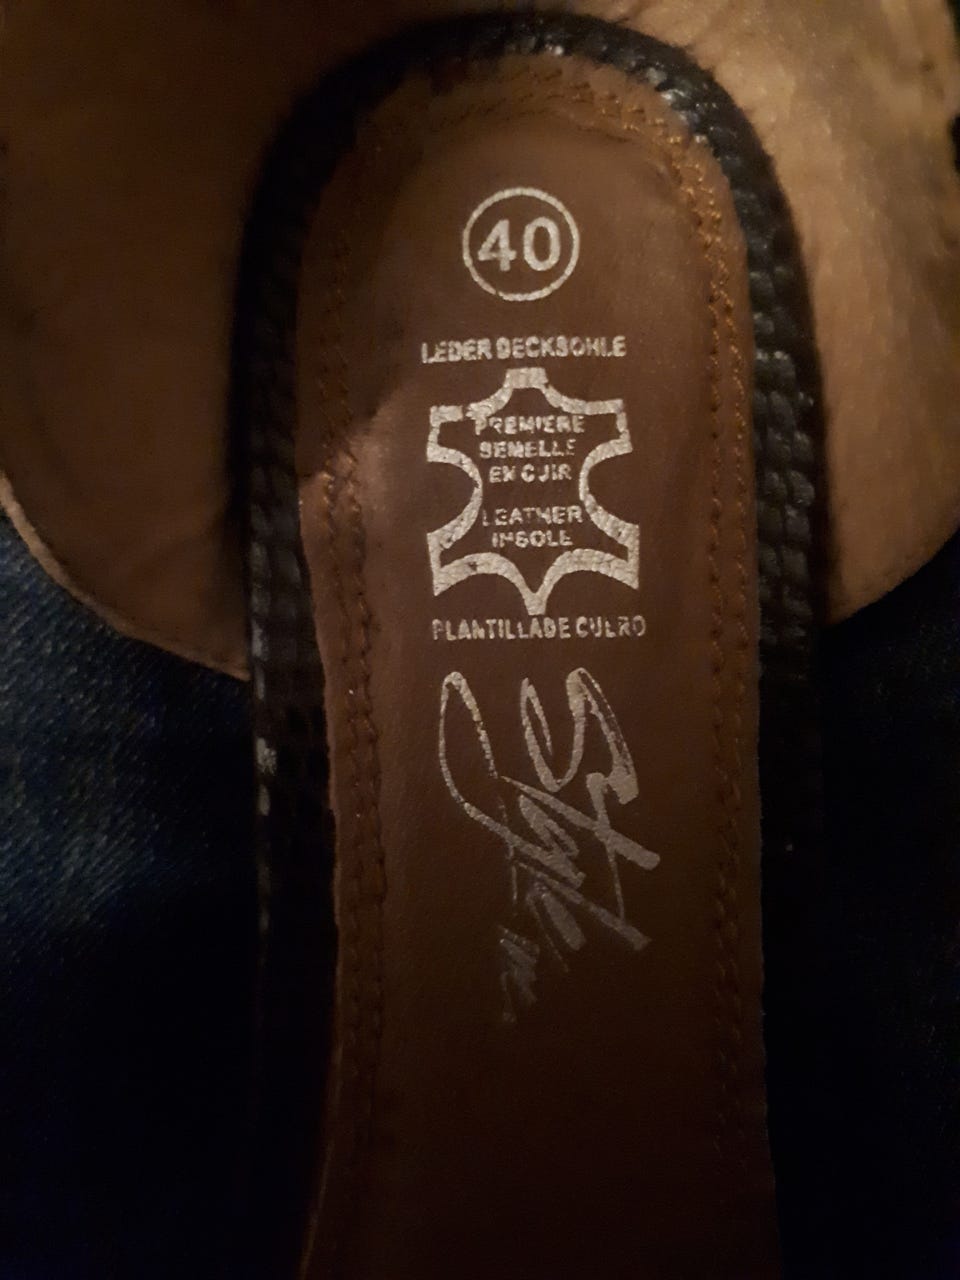 40
LEDER DECKSOHLE
PREMIERE
SEMELLE
EN CUIR
LEATHER
INSOLE
PLANTILLA DE CUERO